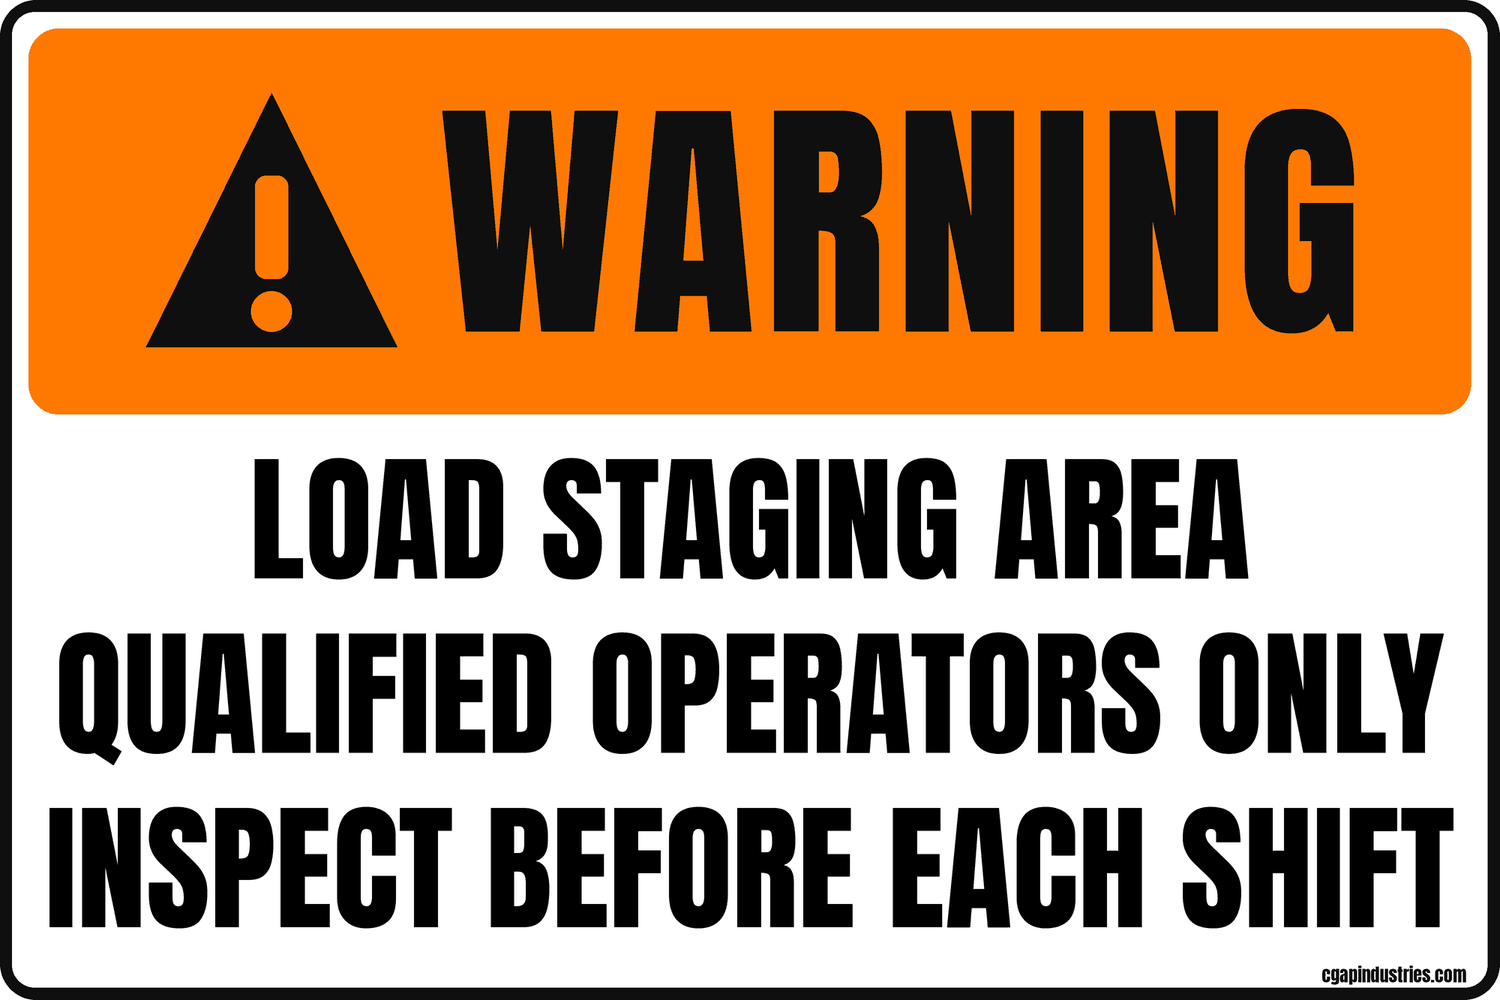 WARNING
LOAD STAGING AREA
QUALIFIED OPERATORS ONLY
INSPECT BEFORE EACH SHIFT
cgapindustries.com